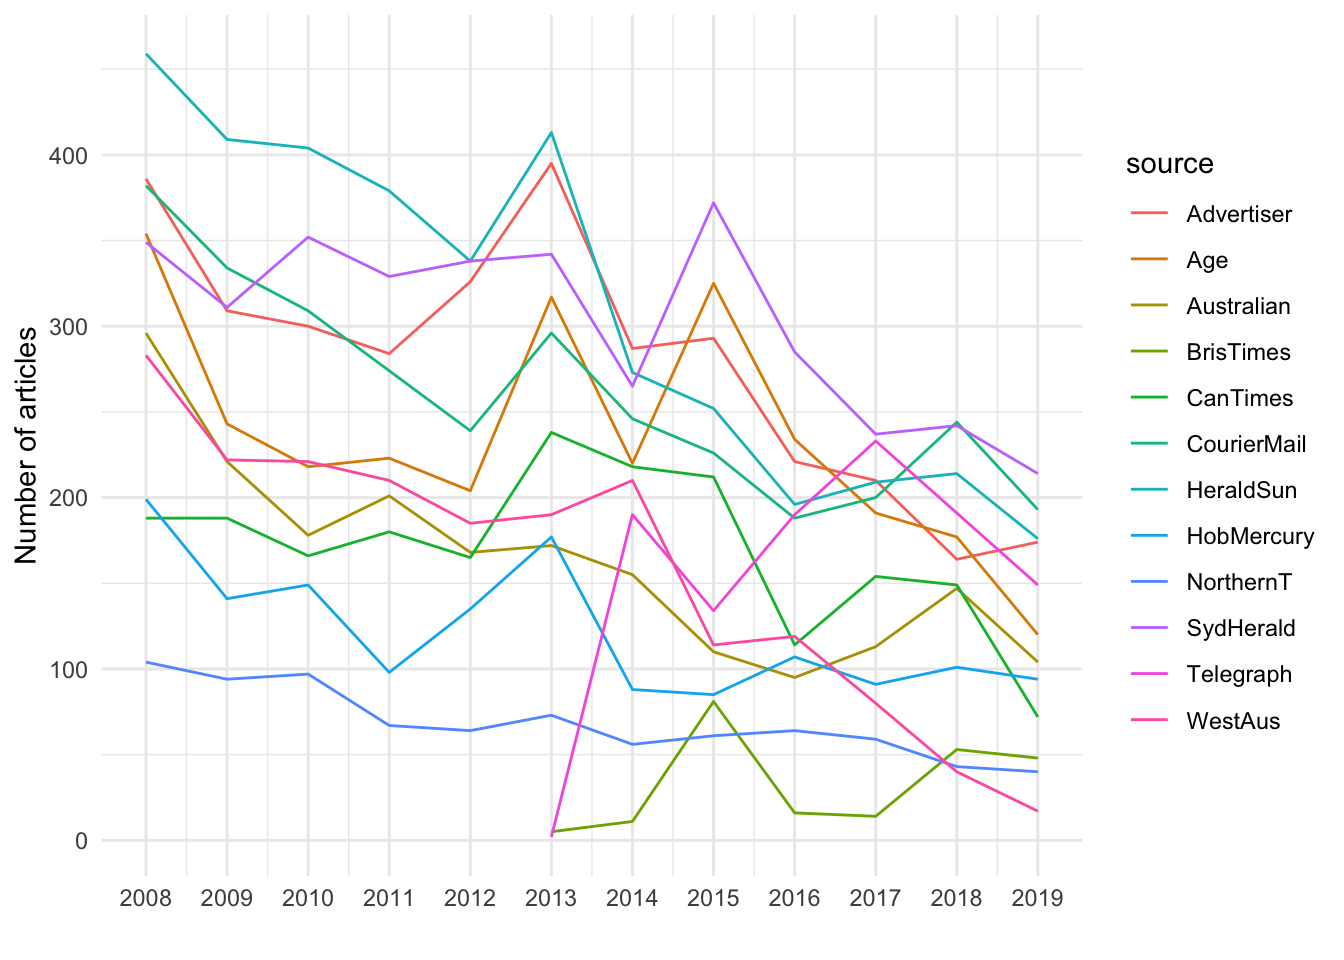 Number of articles
400
300
200
100
0
2008 2009 2010 2011 2012 2013 2014 2015 2016 2017 2018 2019
source
Advertiser
Age
Australian
BrisTimes
CanTimes
CourierMail
HeraldSun
HobMercury
NorthernT
SydHerald
Telegraph
WestAus